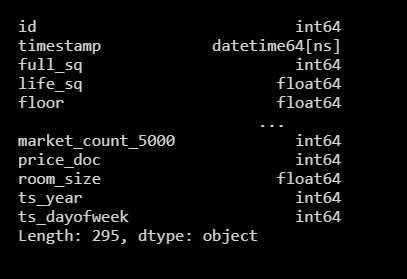 id int64
timestamp datetime64[ns]
full_sq int64
life_sq float64
floor float64
...
market_count_5000 int64
price_doc int64
room_size float64
ts_year int64
ts_dayofweek int64
Length: 295, dtype: object